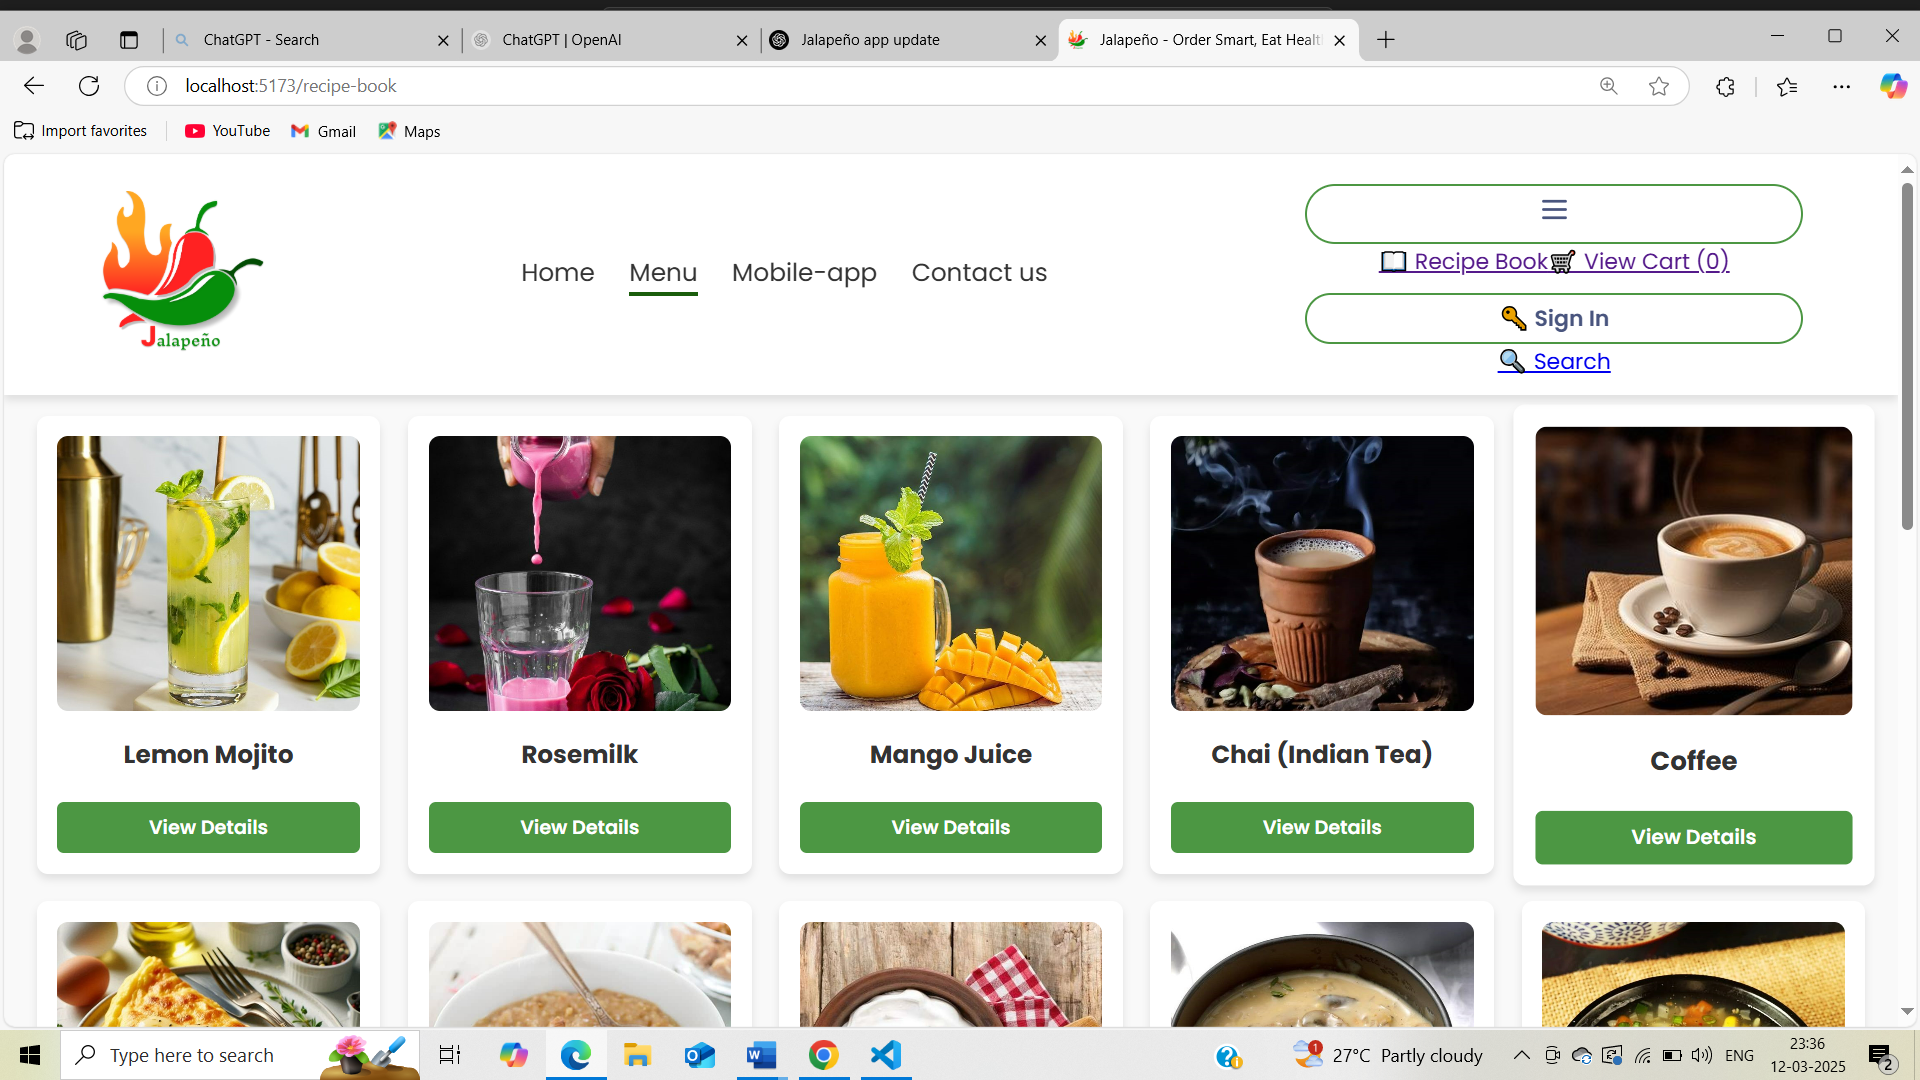 ChatGPT - Search
ChatGPT | OpenAI
Jalapeño app update
Jalapeño - Order Smart, Eat Healt
localhost:5173/recipe-book
Import favorites
YouTube
Gmail
Maps
Jalapeño
Home
Menu
Mobile-app
Contact us
Recipe Book
View Cart (0)
Sign In
Search
Lemon Mojito
Rosemilk
Mango Juice
Chai (Indian Tea)
Coffee
View Details
View Details
View Details
View Details
View Details
Type here to search
1
27°C Partly cloudy
ENG
23:36
12-03-2025
2